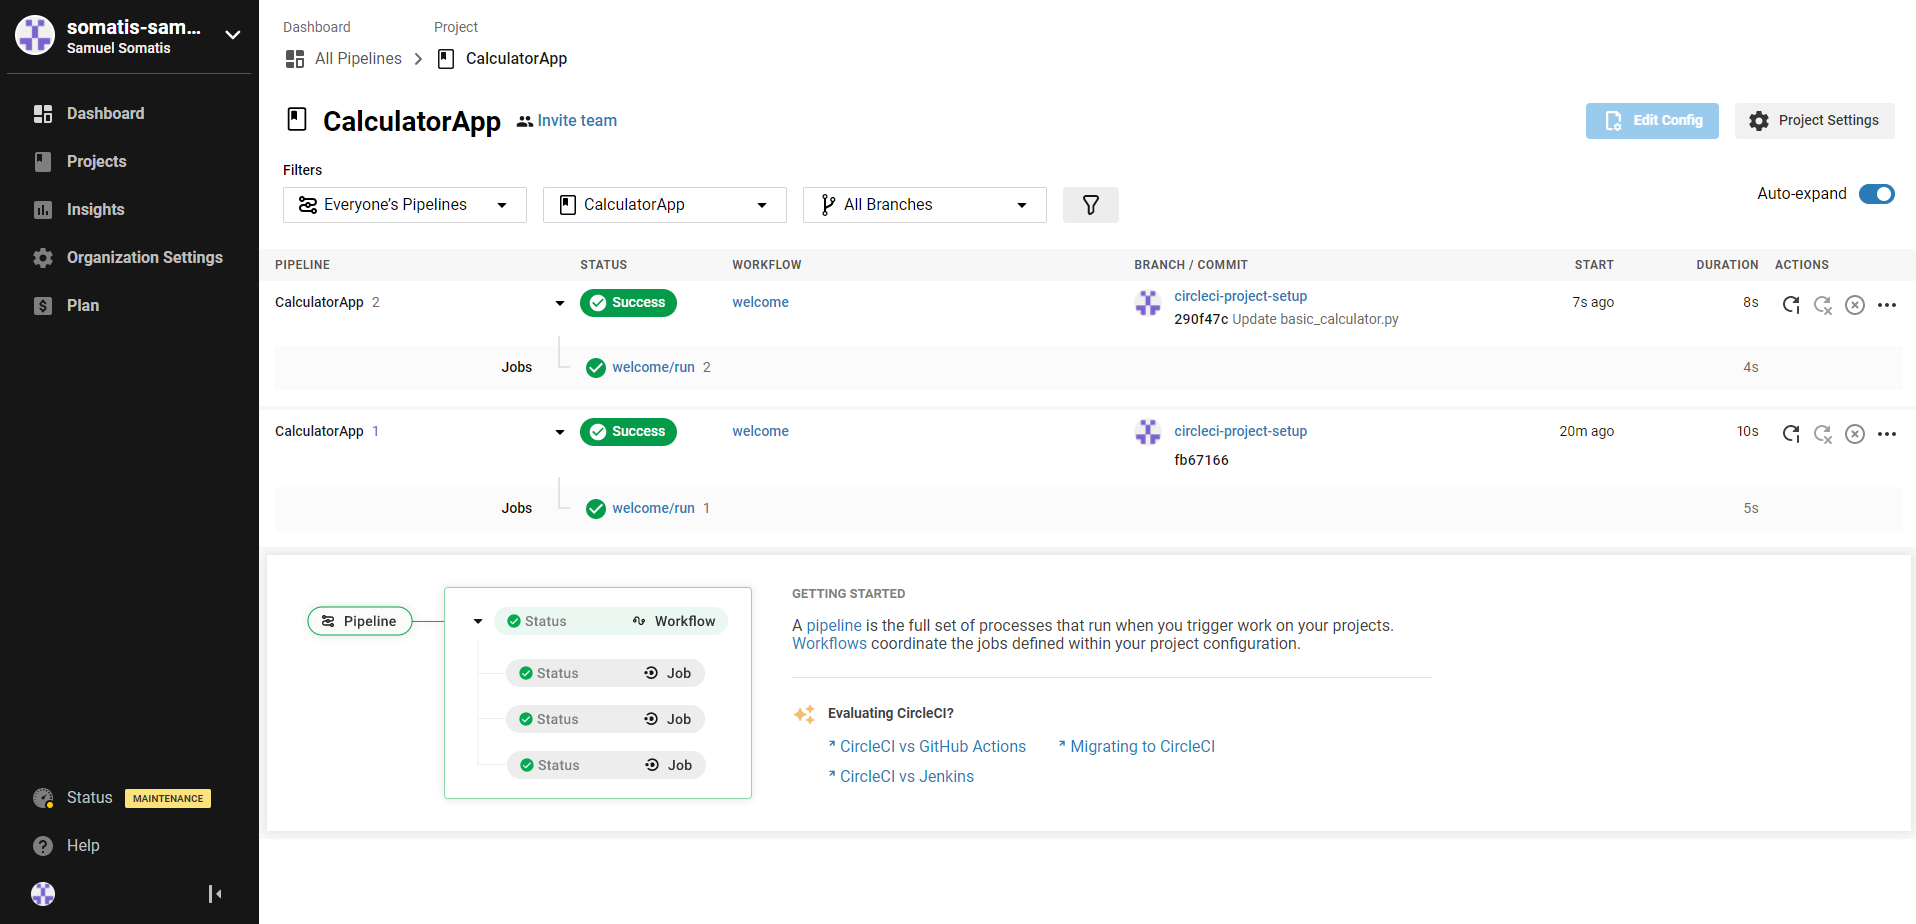 somatis-sam...
Samuel Somatis
Dashboard
Projects
Insights
Organization Settings
Plan
Status MAINTENANCE
Help
Dashboard Project
All Pipelines CalculatorApp
CalculatorApp Invite team
Edit Config Project Settings
Filters
Everyone's Pipelines CalculatorApp All Branches
Auto-expand
PIPELINE STATUS WORKFLOW BRANCH / COMMIT START DURATION ACTIONS
CalculatorApp 2 Success welcome circleci-project-setup 7s ago 8s
290f47c Update basic_calculator.py
Jobs welcome/run 2 4s
CalculatorApp 1 Success welcome circleci-project-setup 20m ago 10s
fb67166
Jobs welcome/run 1 5s
Pipeline
Status Workflow
Status Job
Status Job
Status Job
GETTING STARTED
A pipeline is the full set of processes that run when you trigger work on your projects.
Workflows coordinate the jobs defined within your project configuration.
Evaluating CircleCI?
CircleCI vs GitHub Actions Migrating to CircleCI
CircleCI vs Jenkins